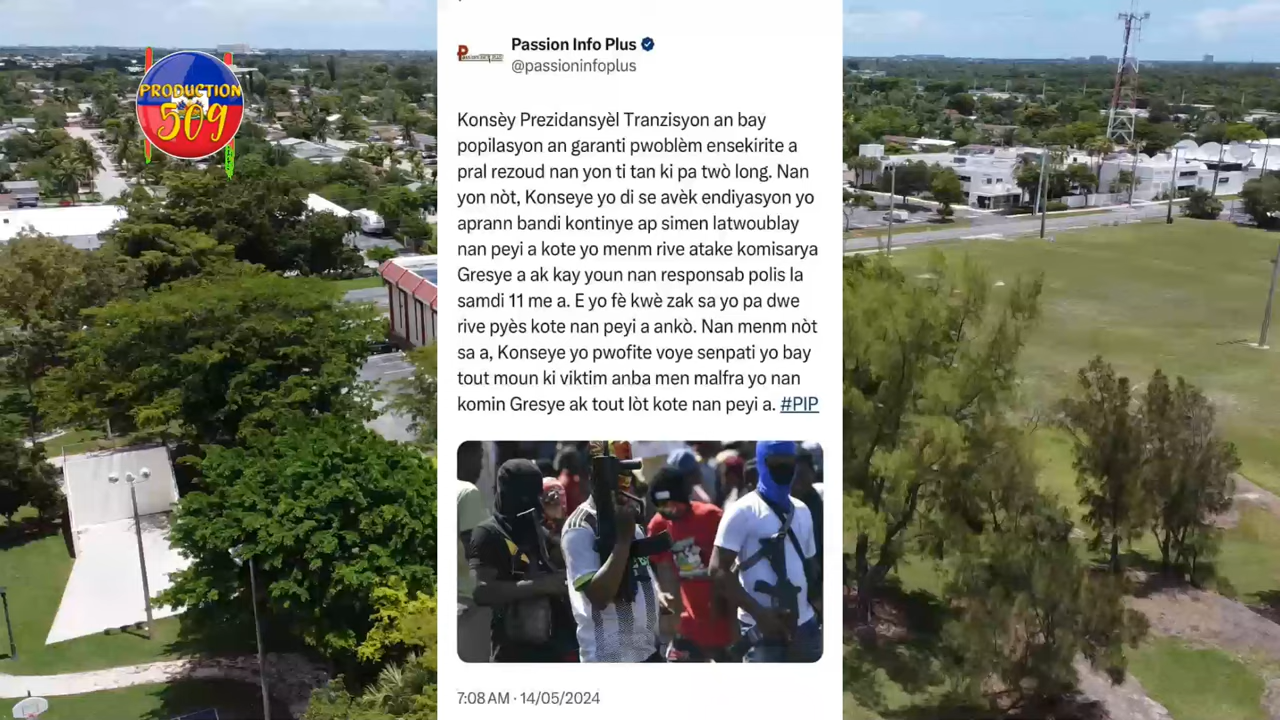 PRODUCTION
509
Passion Info Plus
@passioninfoplus
Konsèy Prezidansyèl Tranzisyon an bay
popilasyon an garanti pwoblèm ensekirite a
pral rezoud nan yon ti tan ki pa twò long. Nan
yon nòt, Konseye yo di se avèk endiyasyon yo
aprann bandi kontinye ap simen latwoublay
nan peyi a kote yo menm rive atake komisarya
Gresye a ak kay youn nan responsab polis la
samdi 11 me a. E yo fè kwè zak sa yo pa dwe
rive pyès kote nan peyi a ankò. Nan menm nòt
sa a, Konseye yo pwofite voye senpati yo bay
tout moun ki viktim anba men malfra yo nan
komin Gresye ak tout lòt kote nan peyi a. #PIP
7:08 AM · 14/05/2024